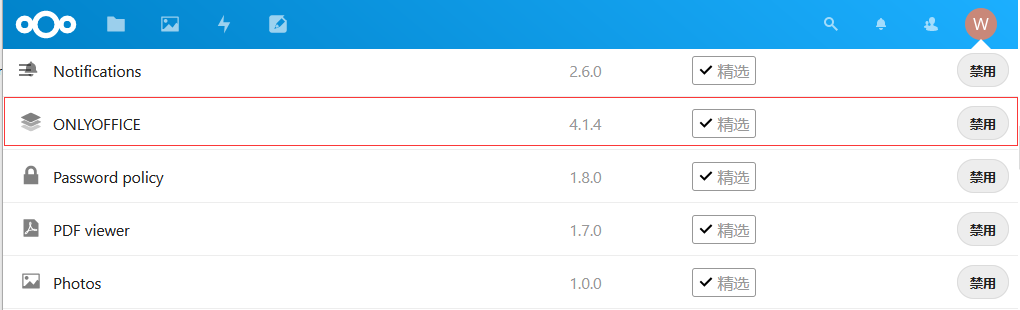 W
Notifications 2.6.0 精选 禁用
ONLYOFFICE 4.1.4 精选 禁用
Password policy 1.8.0 精选 禁用
PDF viewer 1.7.0 精选 禁用
Photos 1.0.0 精选 禁用